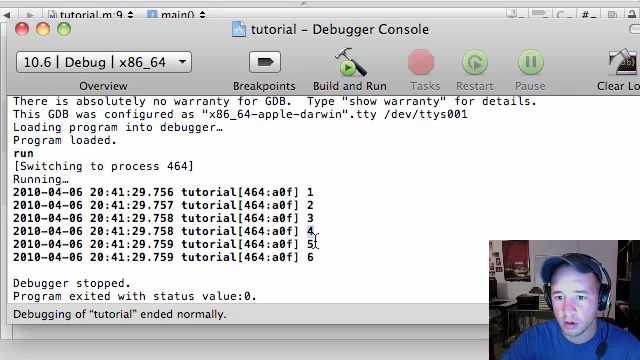 tutorial.m:9
main()
C
#
tutorial – Debugger Console
10.6 | Debug | x86_64
Overview
Breakpoints
Build and Run
Tasks
Restart
Pause
Clear Lo
There is absolutely no warranty for GDB.  Type "show warranty" for details.
This GDB was configured as "x86_64-apple-darwin".tty /dev/ttys001
Loading program into debugger…
Program loaded.
run
[Switching to process 464]
Running…
2010-04-06 20:41:29.756 tutorial[464:a0f] 1
2010-04-06 20:41:29.757 tutorial[464:a0f] 2
2010-04-06 20:41:29.758 tutorial[464:a0f] 3
2010-04-06 20:41:29.758 tutorial[464:a0f] 4
2010-04-06 20:41:29.759 tutorial[464:a0f] 5
2010-04-06 20:41:29.759 tutorial[464:a0f] 6
Debugger stopped.
Program exited with status value:0.
Debugging of "tutorial" ended normally.